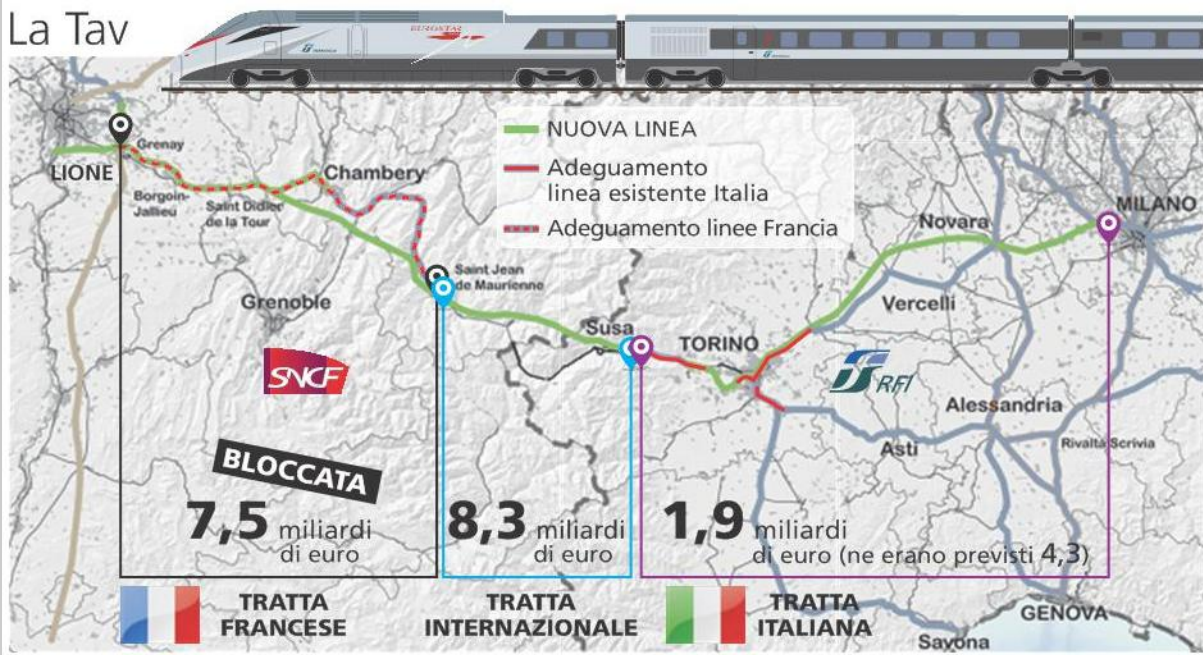 La Tav
EUROSTAR
NUOVA LINEA
Adeguamento
linea esistente Italia
Adeguamento linee Francia
LIONE
Grenay
Borgoin-
Jallieu
Saint Didier
de la Tour
Chambery
Grenoble
Saint Jean
de Maurienne
Susa
TORINO
Novara
MILANO
Vercelli
Alessandria
Asti
Rivalta Scrivia
GENOVA
Savona
SNCF
RFI
BLOCCATA
7,5 miliardi
di euro
8,3 miliardi
di euro
1,9 miliardi
di euro (ne erano previsti 4,3)
TRATTA
FRANCESE
TRATTA
INTERNAZIONALE
TRATTA
ITALIANA